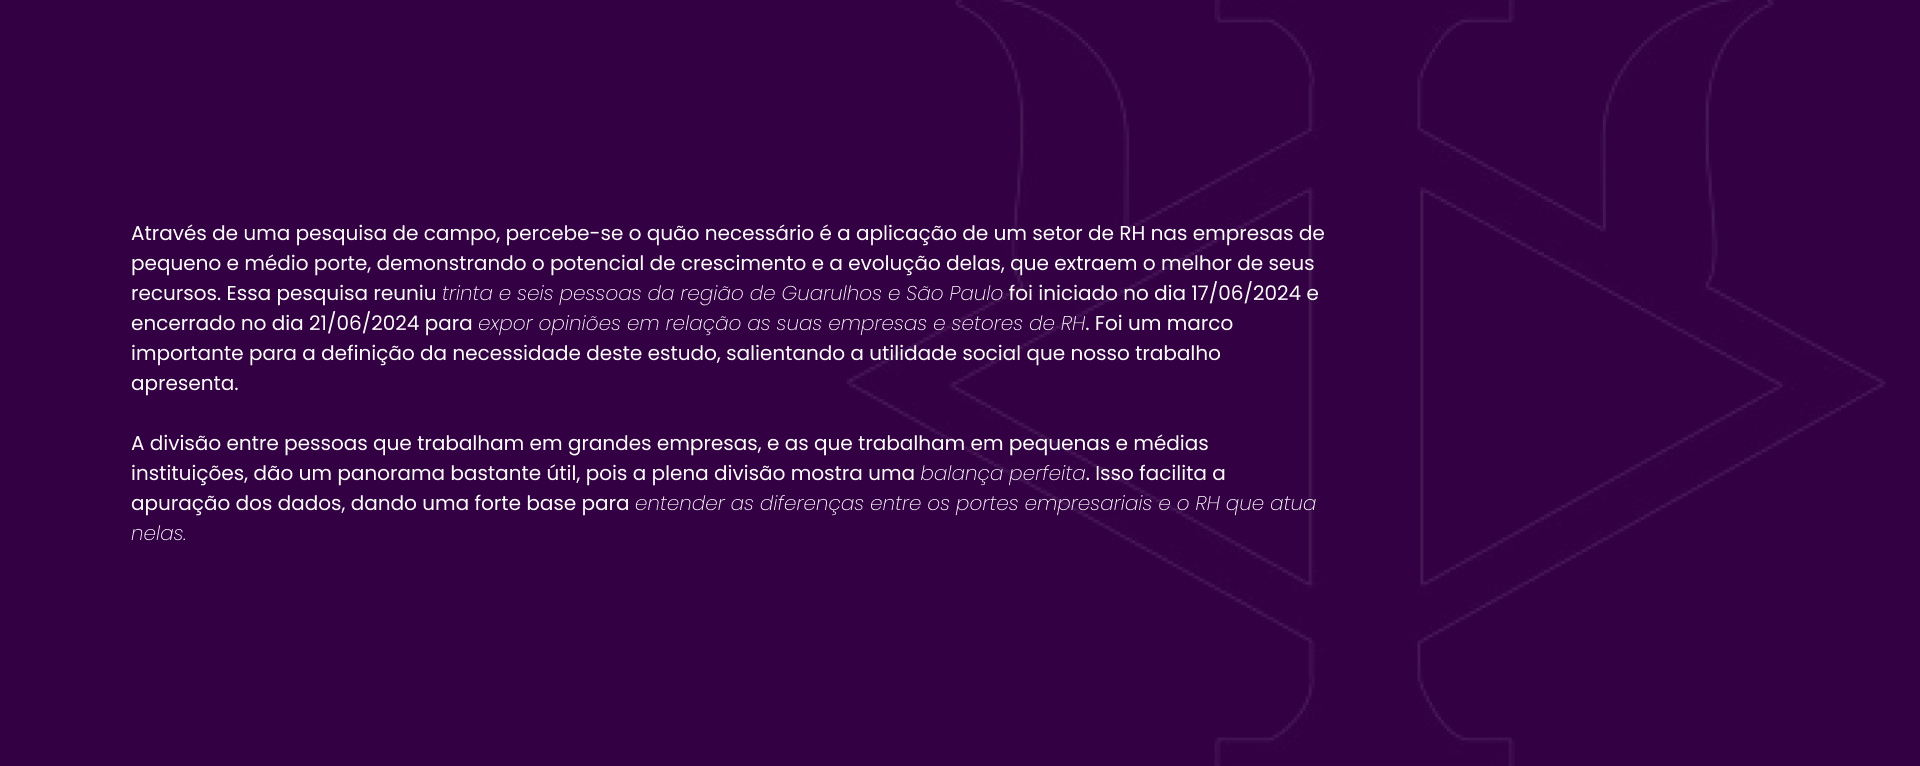 Através de uma pesquisa de campo, percebe-se o quão necessário é a aplicação de um setor de RH nas empresas de
pequeno e médio porte, demonstrando o potencial de crescimento e a evolução delas, que extraem o melhor de seus
recursos. Essa pesquisa reuniu trinta e seis pessoas da região de Guarulhos e São Paulo foi iniciado no dia 17/06/2024 e
encerrado no dia 21/06/2024 para expor opiniões em relação as suas empresas e setores de RH. Foi um marco
importante para a definição da necessidade deste estudo, salientando a utilidade social que nosso trabalho
apresenta.
A divisão entre pessoas que trabalham em grandes empresas, e as que trabalham em pequenas e médias
instituições, dão um panorama bastante útil, pois a plena divisão mostra uma balança perfeita. Isso facilita a
apuração dos dados, dando uma forte base para entender as diferenças entre os portes empresariais e o RH que atua
nelas.